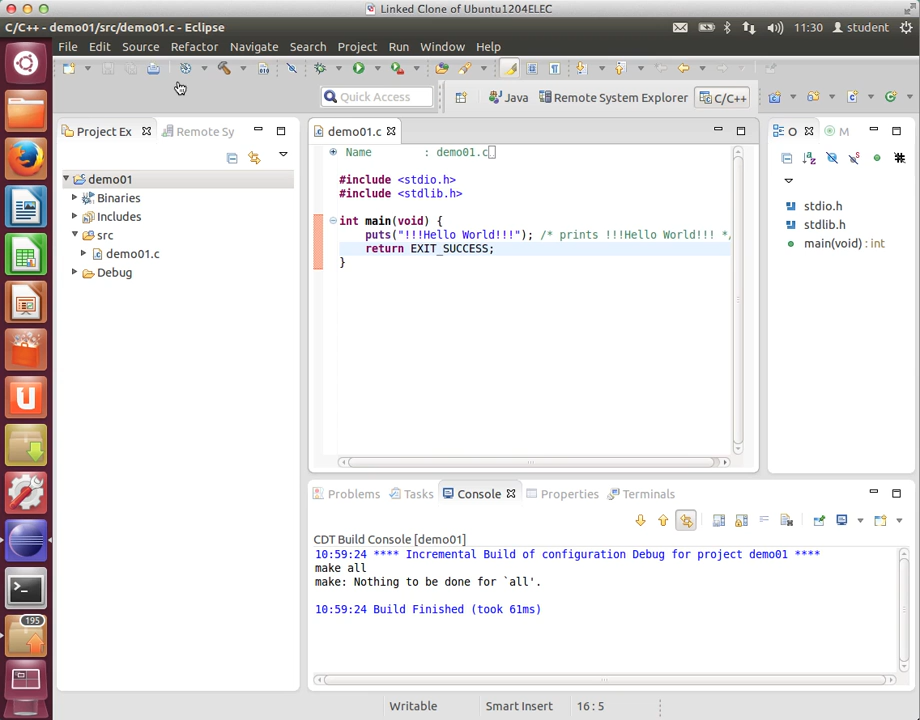 Linked Clone of Ubuntu1204ELEC
C/C++ - demo01/src/demo01.c - Eclipse
11:30 student
File Edit Source Refactor Navigate Search Project Run Window Help
010
Quick Access
Java
Remote System Explorer
C/C++
Project Ex
Remote Sy
demo01
Binaries
Includes
src
demo01.c
Debug
demo01.c
Name : demo01.c
#include <stdio.h>
#include <stdlib.h>
int main(void) {
puts("!!!Hello World!!!"); /* prints !!!Hello World!!! *
return EXIT_SUCCESS;
}
O
M
stdio.h
stdlib.h
main(void) : int
Problems Tasks Console Properties Terminals
CDT Build Console [demo01]
10:59:24 **** Incremental Build of configuration Debug for project demo01 ****
make all
make: Nothing to be done for `all'.
10:59:24 Build Finished (took 61ms)
195
Writable Smart Insert 16 : 5